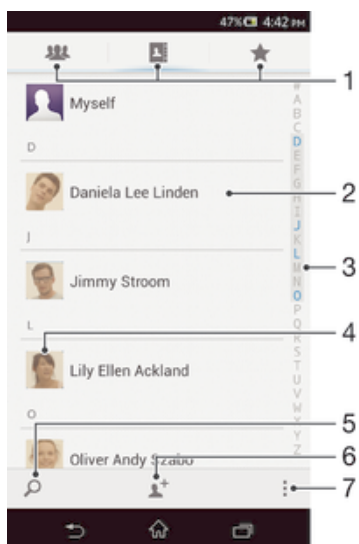 47% 4:42 PM
1
Myself
#
A
B
C
D
D
E
F
G
H
I
Daniela Lee Linden
2
J
J
K
L
M
N
O
3
Jimmy Stroom
P
Q
R
S
T
U
V
W
X
Y
Z
L
4
Lily Ellen Ackland
O
5
Oliver Andy Szabo
6
7